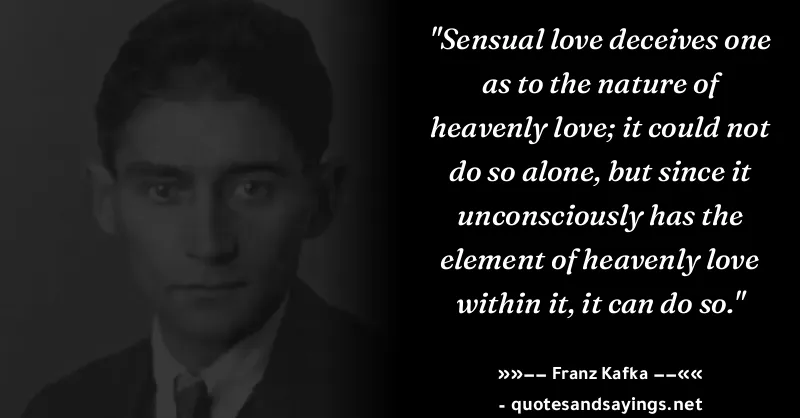 "Sensual love deceives one
as to the nature of
heavenly love; it could not
do so alone, but since it
unconsciously has the
element of heavenly love
within it, it can do so."
»»–– Franz Kafka ––««
- quotesandsayings.net